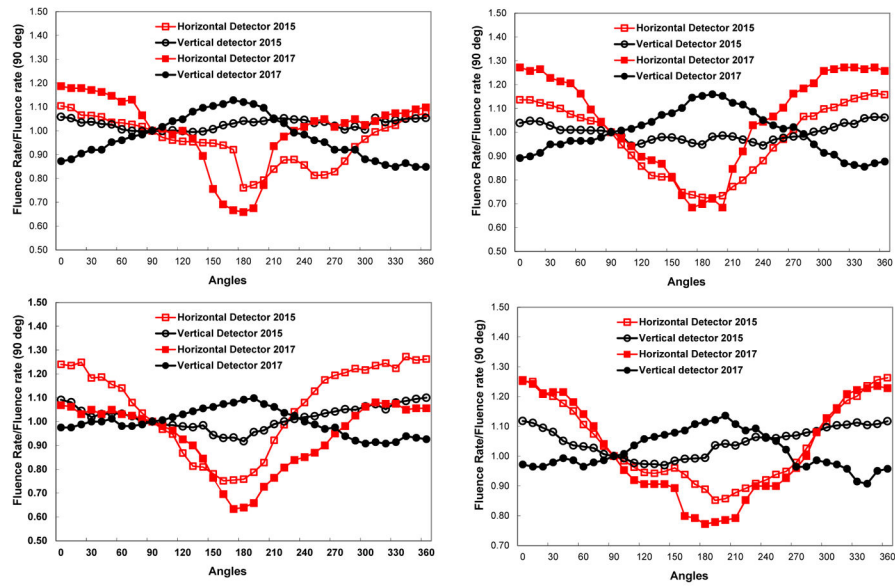 Fluence Rate/Fluence rate (90 deg)
1.50
1.40
1.30
1.20
1.10
1.00
0.90
0.80
0.70
0.60
0.50
Horizontal Detector 2015
Vertical detector 2015
Horizontal Detector 2017
Vertical Detector 2017
0 30 60 90 120 150 180 210 240 270 300 330 360
Angles
Fluence Rate/Fluence rate (90 deg)
1.50
1.40
1.30
1.20
1.10
1.00
0.90
0.80
0.70
0.60
0.50
Horizontal Detector 2015
Vertical Detector 2015
Horizontal Detector 2017
Vertical Detector 2017
0 30 60 90 120 150 180 210 240 270 300 330 360
Angles
Fluence Rate/Fluence rate (90 deg)
1.50
1.40
1.30
1.20
1.10
1.00
0.90
0.80
0.70
0.60
0.50
Horizontal Detector 2015
Vertical Detector 2015
Horizontal Detector 2017
Vertical Detector 2017
0 30 60 90 120 150 180 210 240 270 300 330 360
Angles
Fluence Rate/Fluence rate (90 deg)
1.50
1.40
1.30
1.20
1.10
1.00
0.90
0.80
0.70
Horizontal Detector 2015
Vertical detector 2015
Horizontal Detector 2017
Vertical Detector 2017
0 30 60 90 120 150 180 210 240 270 300 330 360
Angles